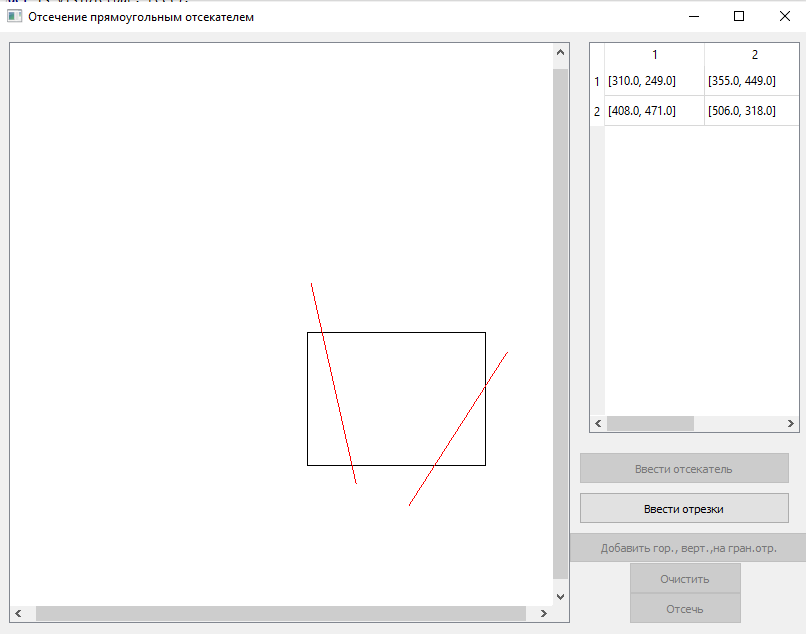 Отсечение прямоугольным отсекателем
1 2
1 [310.0, 249.0] [355.0, 449.0]
2 [408.0, 471.0] [506.0, 318.0]
Ввести отсекатель
Ввести отрезки
Добавить гор., верт.,на гран.отр.
Очистить
Отсечь